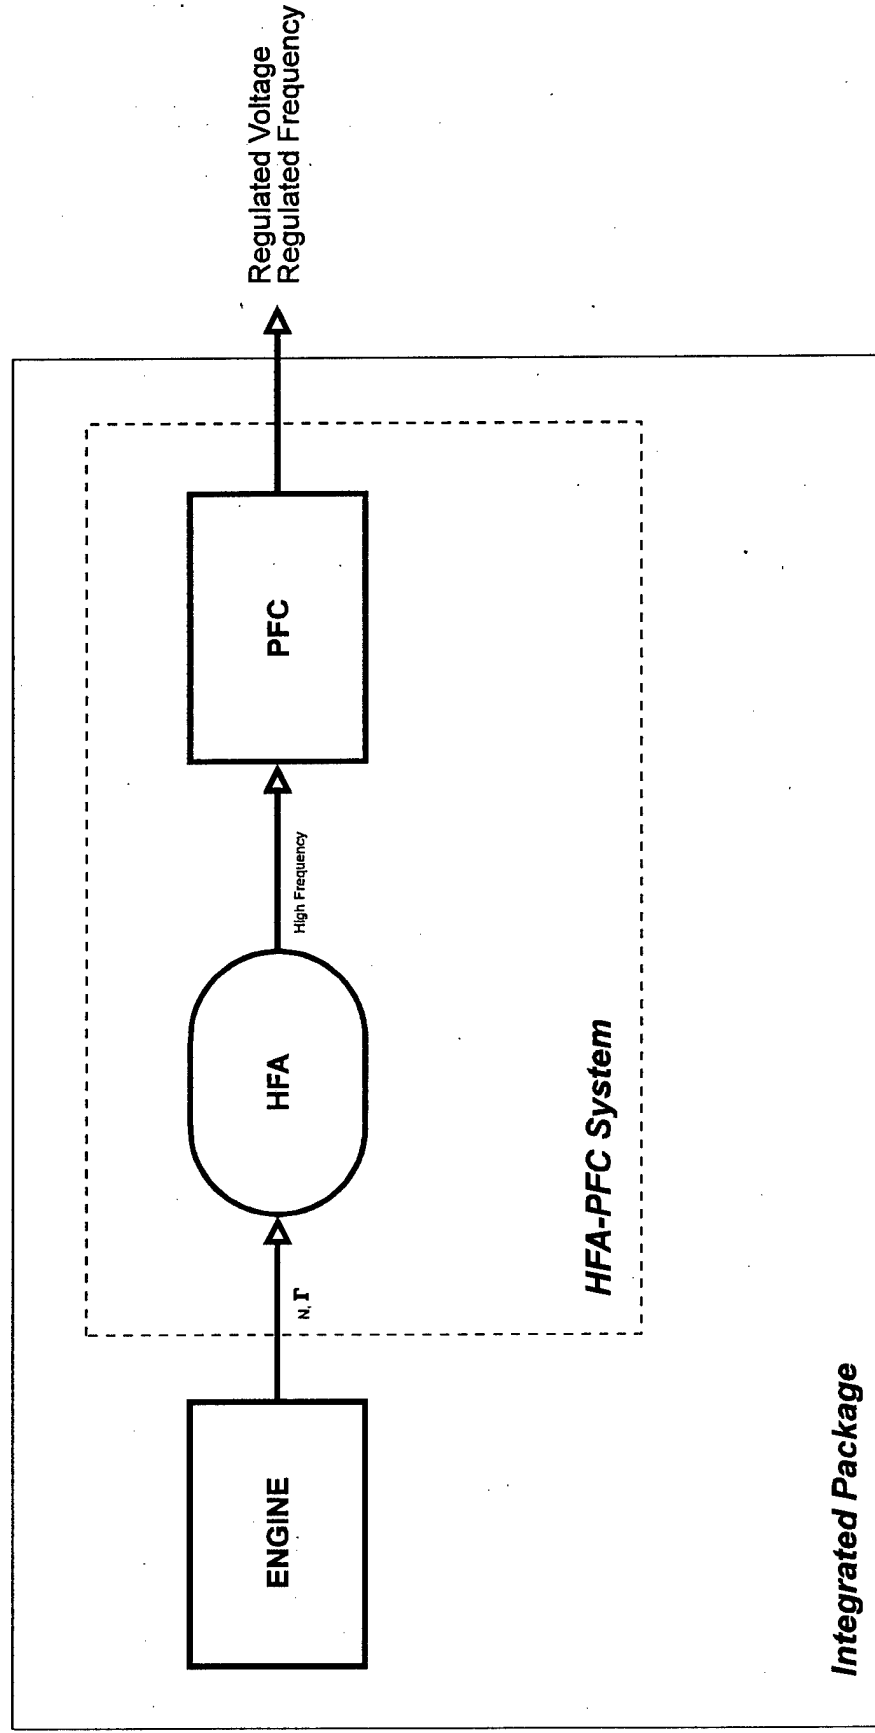 ENGINE
N, Γ
HFA
High Frequency
PFC
Regulated Voltage
Regulated Frequency
HFA-PFC System
Integrated Package